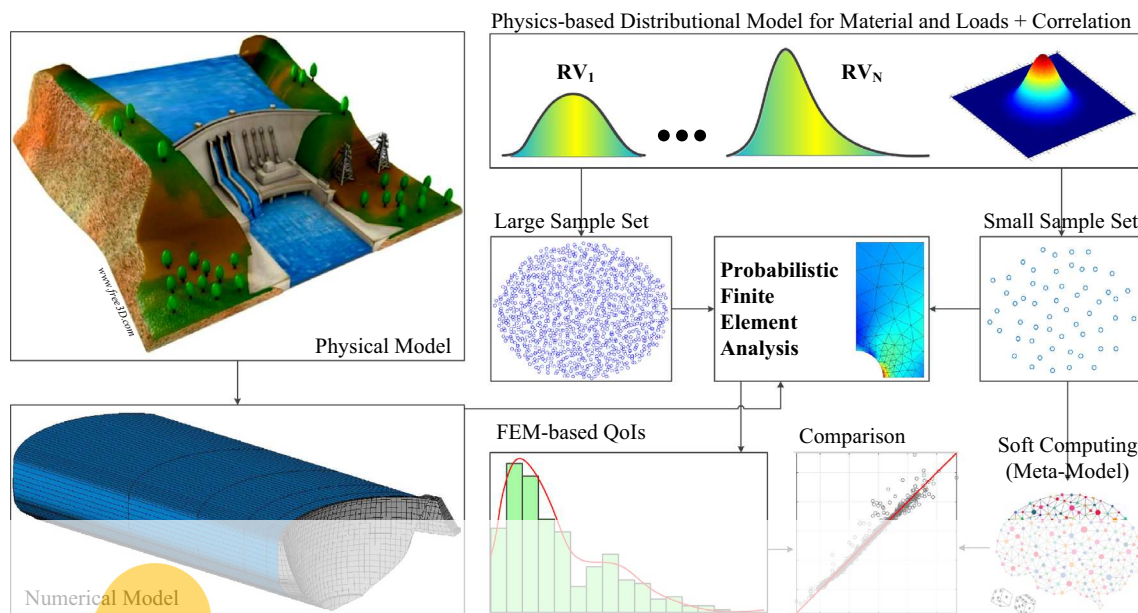 Physics-based Distributional Model for Material and Loads + Correlation
RV1
RVN
www.free3D.com
Physical Model
Large Sample Set
Small Sample Set
Probabilistic
Finite
Element
Analysis
FEM-based QoIs
Comparison
Soft Computing
(Meta-Model)
Numerical Model